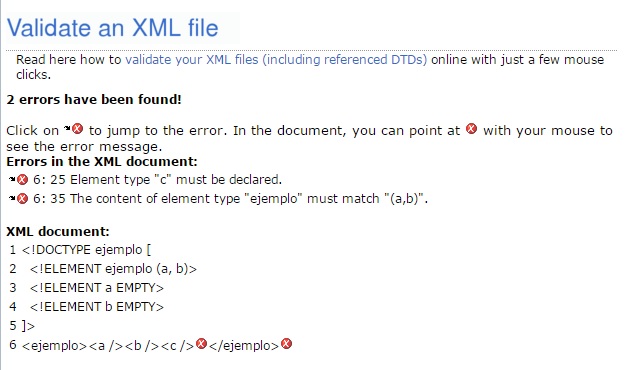 Validate an XML file
Read here how to validate your XML files (including referenced DTDs) online with just a few mouse
clicks.
2 errors have been found!
Click on to jump to the error. In the document, you can point at with your mouse to
see the error message.
Errors in the XML document:
6: 25 Element type "c" must be declared.
6: 35 The content of element type "ejemplo" must match "(a,b)".
XML document:
1 <!DOCTYPE ejemplo [
2 <!ELEMENT ejemplo (a, b)>
3 <!ELEMENT a EMPTY>
4 <!ELEMENT b EMPTY>
5 ]>
6 <ejemplo><a /><b /><c /></ejemplo>